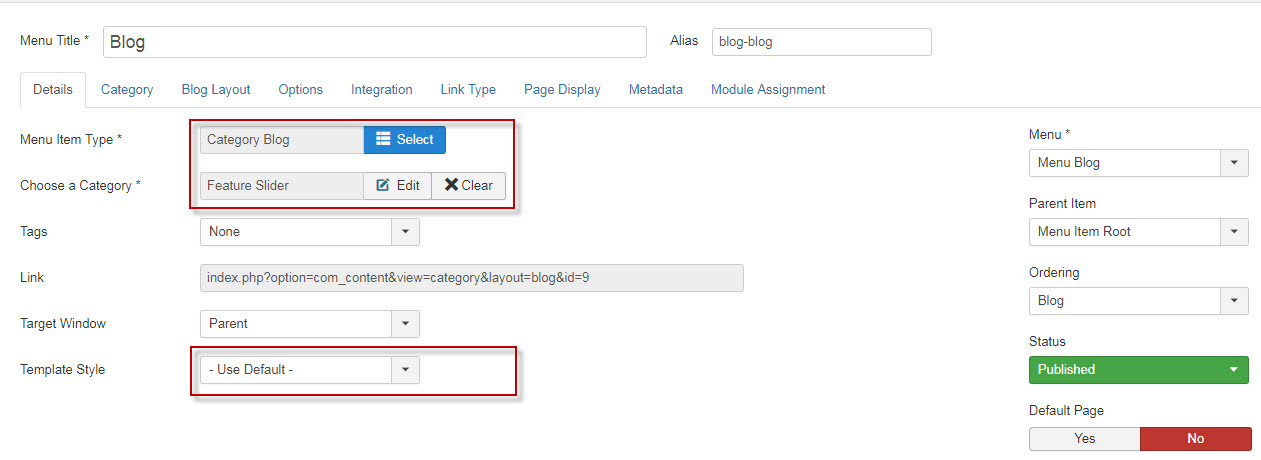 Menu Title * Blog Alias blog-blog
Details Category Blog Layout Options Integration Link Type Page Display Metadata Module Assignment
Menu Item Type * Category Blog Select
Choose a Category * Feature Slider Edit Clear
Tags None
Link index.php?option=com_content&view=category&layout=blog&id=9
Target Window Parent
Template Style - Use Default -
Menu *
Menu Blog
Parent Item
Menu Item Root
Ordering
Blog
Status
Published
Default Page
Yes No